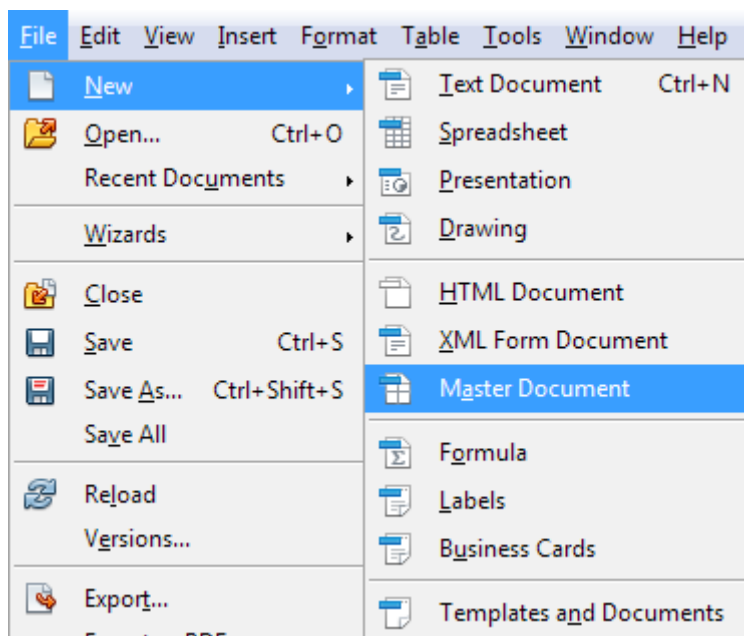 File Edit View Insert Format Table Tools Window Help
New
Open... Ctrl+O
Recent Documents
Wizards
Close
Save Ctrl+S
Save As... Ctrl+Shift+S
Save All
Reload
Versions...
Export...
Text Document Ctrl+N
Spreadsheet
Presentation
Drawing
HTML Document
XML Form Document
Master Document
Formula
Labels
Business Cards
Templates and Documents